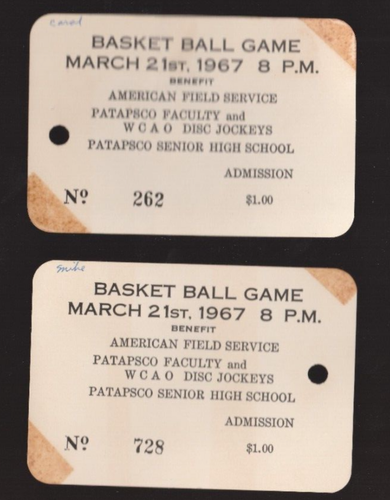 carol
BASKET BALL GAME
MARCH 21ST, 1967 8 P.M.
BENEFIT
AMERICAN FIELD SERVICE
PATAPSCO FACULTY and
W C A O DISC JOCKEYS
PATAPSCO SENIOR HIGH SCHOOL
ADMISSION
Nº 262 $1.00
mike
BASKET BALL GAME
MARCH 21ST, 1967 8 P.M.
BENEFIT
AMERICAN FIELD SERVICE
PATAPSCO FACULTY and
W C A O DISC JOCKEYS
PATAPSCO SENIOR HIGH SCHOOL
ADMISSION
Nº 728 $1.00